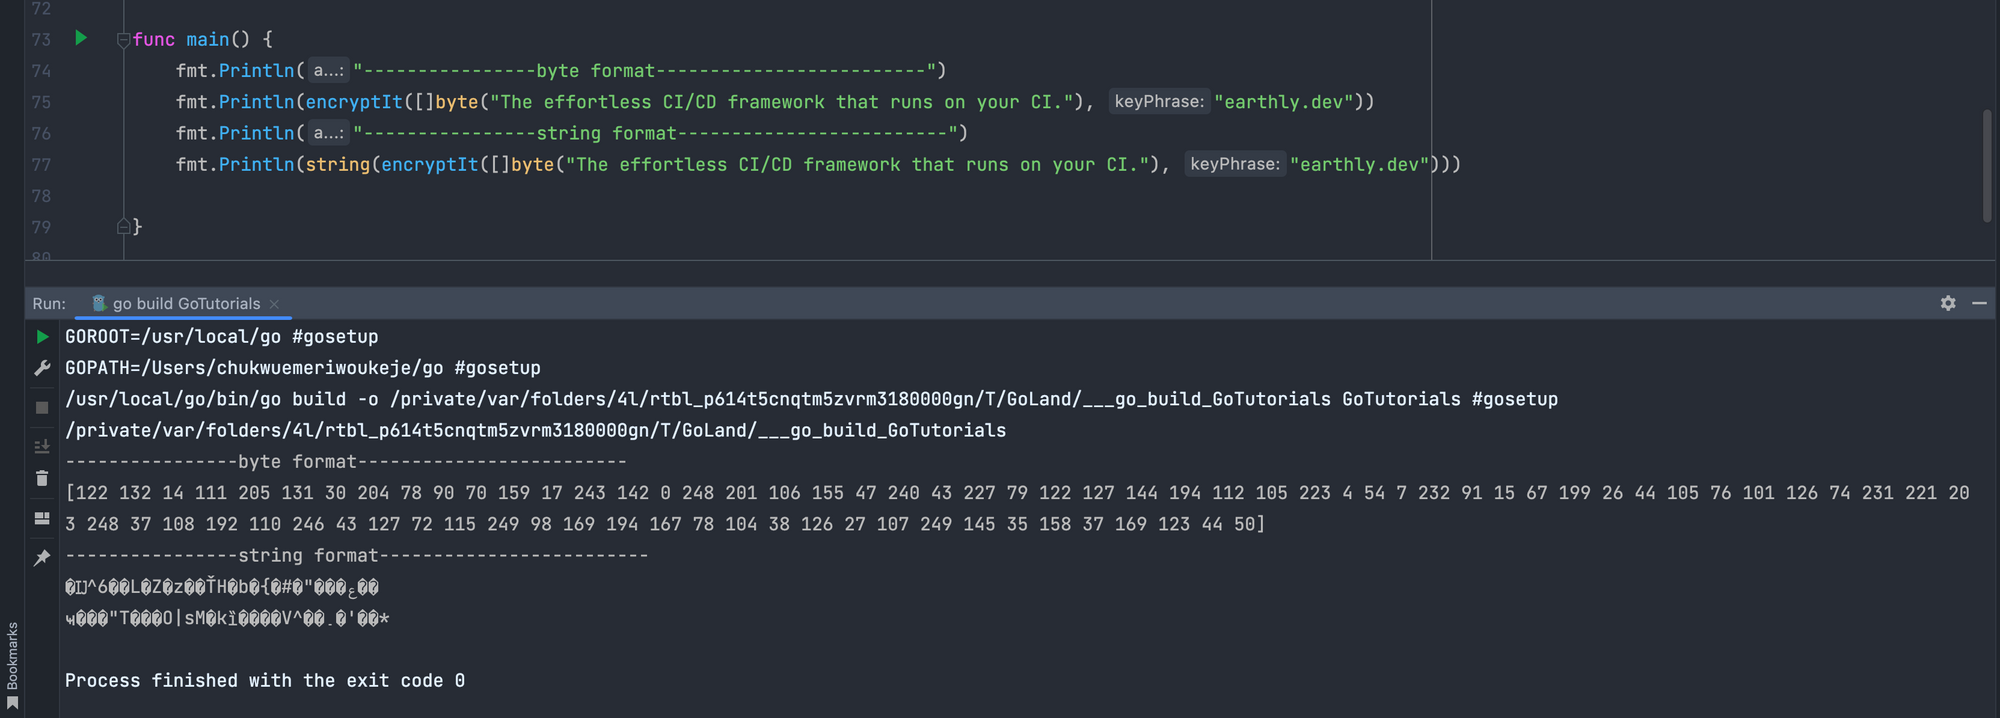 72
73 func main() {
74 fmt.Println( a...: "----------------byte format-------------------------")
75 fmt.Println(encryptIt([]byte("The effortless CI/CD framework that runs on your CI."), keyPhrase: "earthly.dev"))
76 fmt.Println( a...: "----------------string format-------------------------")
77 fmt.Println(string(encryptIt([]byte("The effortless CI/CD framework that runs on your CI."), keyPhrase: "earthly.dev")))
78
79 }
80
Run: go build GoTutorials
GOROOT=/usr/local/go #gosetup
GOPATH=/Users/chukwuemeriwoukeje/go #gosetup
/usr/local/go/bin/go build -o /private/var/folders/4l/rtbl_p614t5cnqtm5zvrm3180000gn/T/GoLand/___go_build_GoTutorials GoTutorials #gosetup
/private/var/folders/4l/rtbl_p614t5cnqtm5zvrm3180000gn/T/GoLand/___go_build_GoTutorials
----------------byte format-------------------------
[122 132 14 111 205 131 30 204 78 90 70 159 17 243 142 0 248 201 106 155 47 240 43 227 79 122 127 144 194 112 105 223 4 54 7 232 91 15 67 199 26 44 105 76 101 126 74 231 221 20
3 248 37 108 192 110 246 43 127 72 115 249 98 169 194 167 78 104 38 126 27 107 249 145 35 158 37 169 123 44 50]
----------------string format-------------------------
Process finished with the exit code 0
Bookmarks